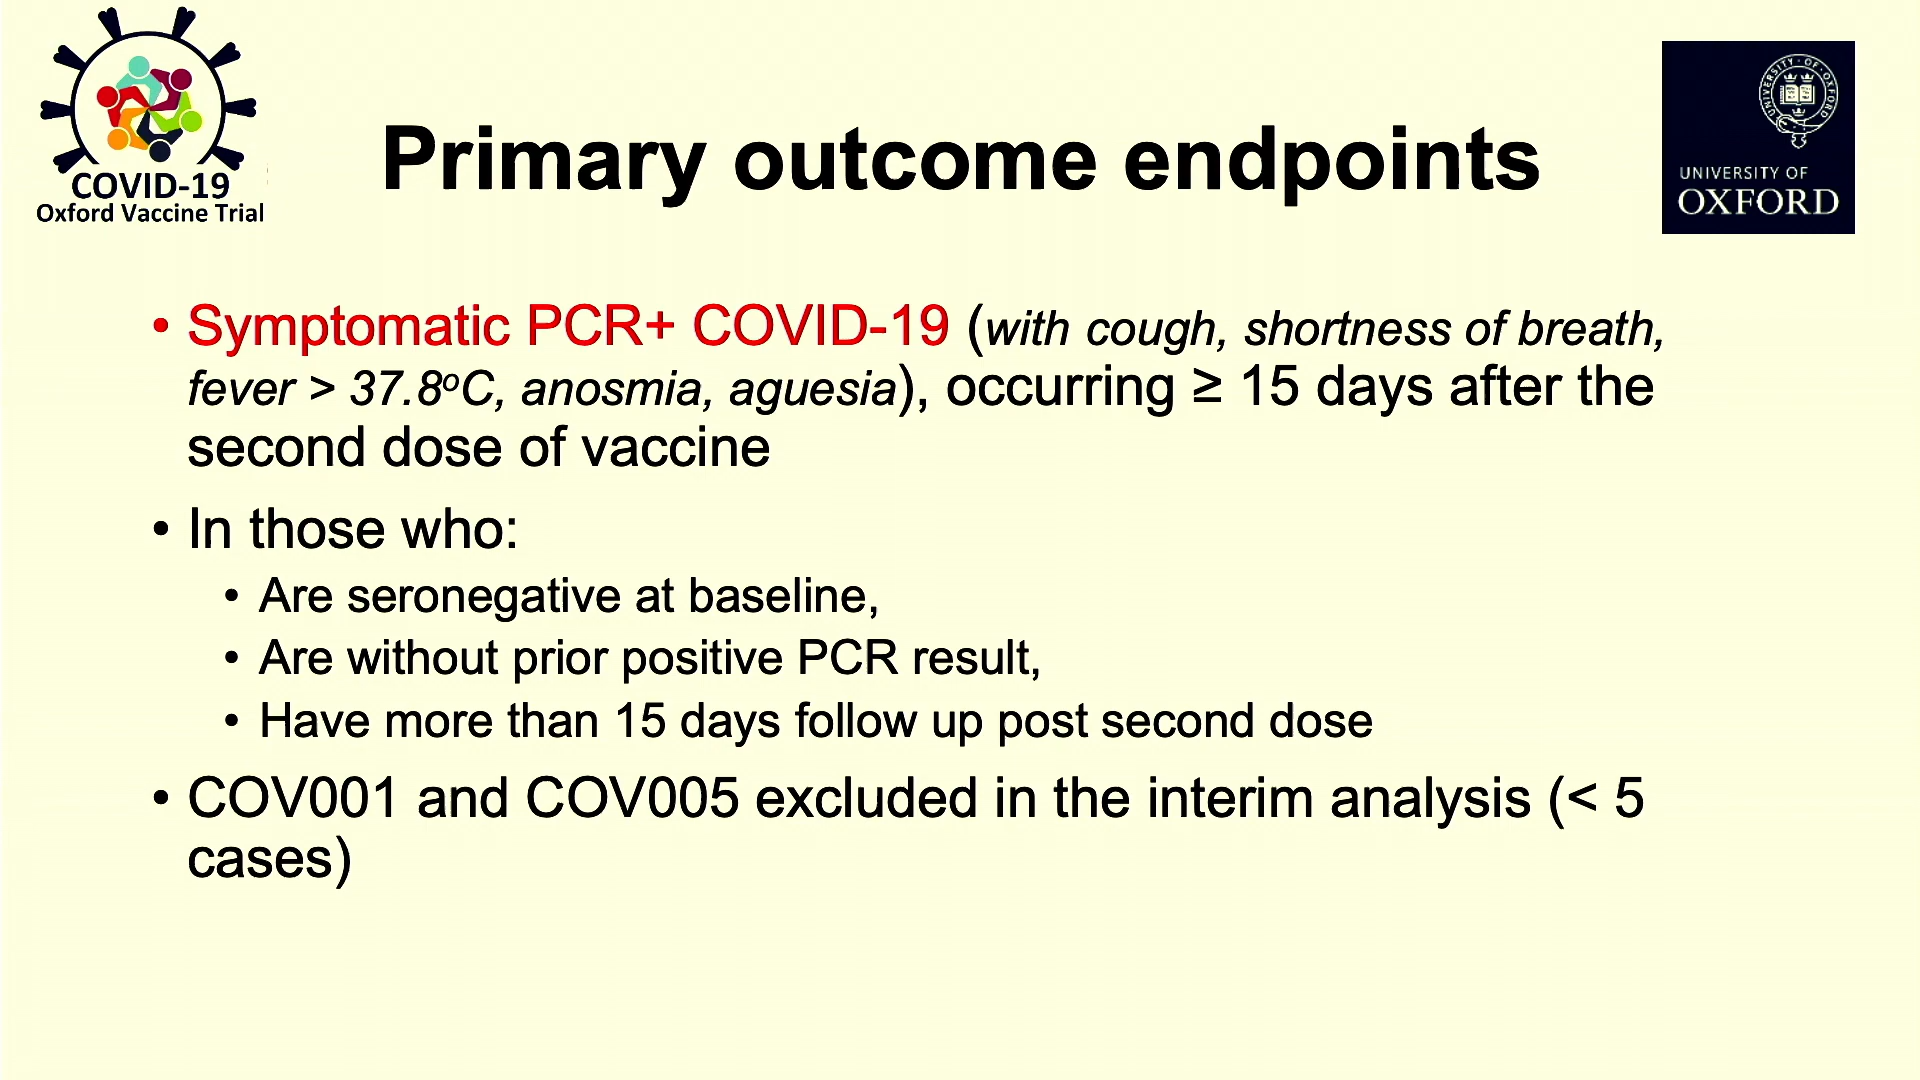 COVID-19
Oxford Vaccine Trial
Primary outcome endpoints
UNIVERSITY OF OXFORD
UNIVERSITY OF
OXFORD
• Symptomatic PCR+ COVID-19 (with cough, shortness of breath,
fever > 37.8ºC, anosmia, aguesia), occurring ≥ 15 days after the
second dose of vaccine
• In those who:
• Are seronegative at baseline,
• Are without prior positive PCR result,
• Have more than 15 days follow up post second dose
• COV001 and COV005 excluded in the interim analysis (< 5
cases)